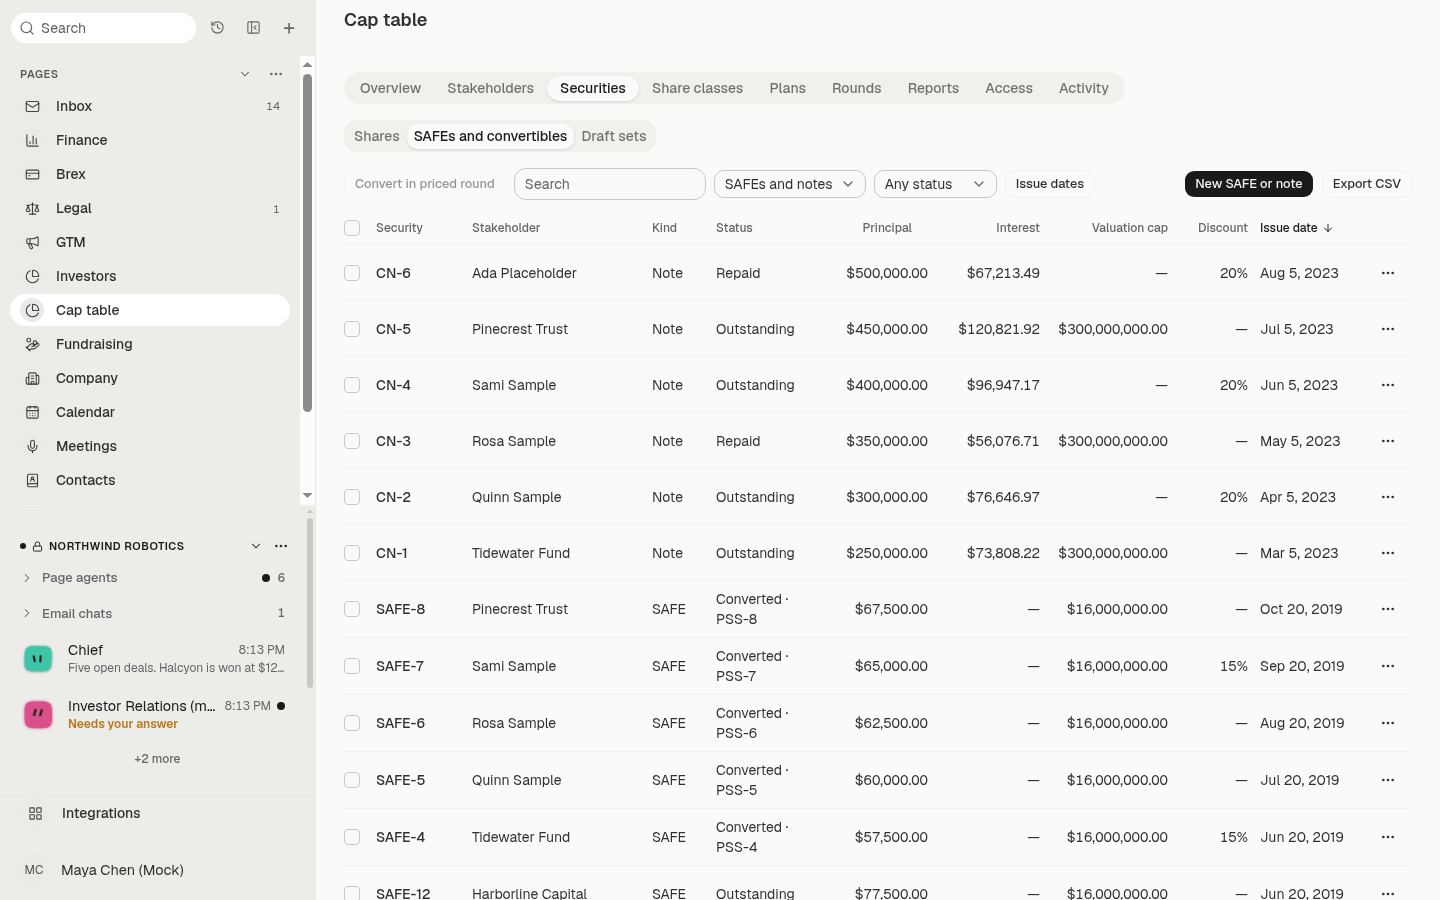 Search
PAGES
Inbox 14
Finance
Brex
Legal 1
GTM
Investors
Cap table
Fundraising
Company
Calendar
Meetings
Contacts
NORTHWIND ROBOTICS
Page agents 6
Email chats 1
Chief 8:13 PM
Five open deals. Halcyon is won at $12...
Investor Relations (m... 8:13 PM
Needs your answer
+2 more
Integrations
MC Maya Chen (Mock)
Cap table
Overview Stakeholders Securities Share classes Plans Rounds Reports Access Activity
Shares SAFEs and convertibles Draft sets
Convert in priced round Search SAFEs and notes Any status Issue dates New SAFE or note Export CSV
Security Stakeholder Kind Status Principal Interest Valuation cap Discount Issue date ↓
CN-6 Ada Placeholder Note Repaid $500,000.00 $67,213.49 — 20% Aug 5, 2023
CN-5 Pinecrest Trust Note Outstanding $450,000.00 $120,821.92 $300,000,000.00 — Jul 5, 2023
CN-4 Sami Sample Note Outstanding $400,000.00 $96,947.17 — 20% Jun 5, 2023
CN-3 Rosa Sample Note Repaid $350,000.00 $56,076.71 $300,000,000.00 — May 5, 2023
CN-2 Quinn Sample Note Outstanding $300,000.00 $76,646.97 — 20% Apr 5, 2023
CN-1 Tidewater Fund Note Outstanding $250,000.00 $73,808.22 $300,000,000.00 — Mar 5, 2023
SAFE-8 Pinecrest Trust SAFE Converted · PSS-8 $67,500.00 — $16,000,000.00 — Oct 20, 2019
SAFE-7 Sami Sample SAFE Converted · PSS-7 $65,000.00 — $16,000,000.00 15% Sep 20, 2019
SAFE-6 Rosa Sample SAFE Converted · PSS-6 $62,500.00 — $16,000,000.00 — Aug 20, 2019
SAFE-5 Quinn Sample SAFE Converted · PSS-5 $60,000.00 — $16,000,000.00 — Jul 20, 2019
SAFE-4 Tidewater Fund SAFE Converted · PSS-4 $57,500.00 — $16,000,000.00 15% Jun 20, 2019
SAFE-12 Harborline Capital SAFE Outstanding $77,500.00 — $16,000,000.00 — Jun 20, 2019